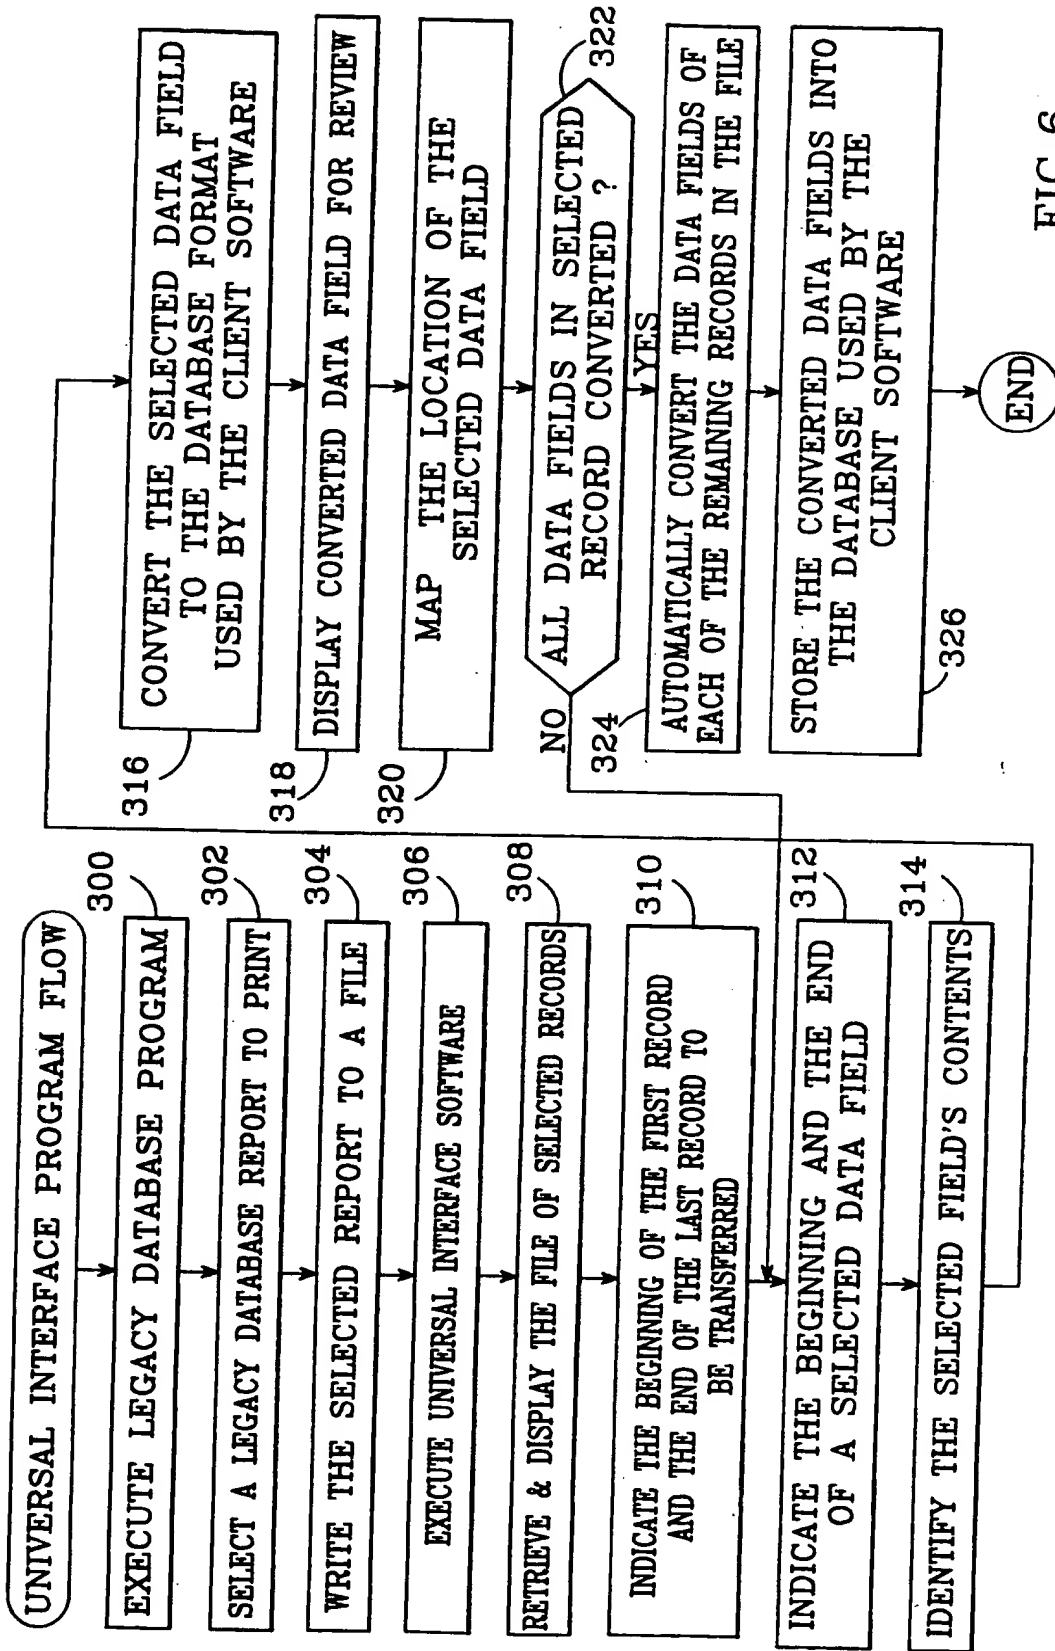 UNIVERSAL INTERFACE PROGRAM FLOW
300
EXECUTE LEGACY DATABASE PROGRAM
302
SELECT A LEGACY DATABASE REPORT TO PRINT
304
WRITE THE SELECTED REPORT TO A FILE
306
EXECUTE UNIVERSAL INTERFACE SOFTWARE
308
RETRIEVE & DISPLAY THE FILE OF SELECTED RECORDS
310
INDICATE THE BEGINNING OF THE FIRST RECORD
AND THE END OF THE LAST RECORD TO
BE TRANSFERRED
312
INDICATE THE BEGINNING AND THE END
OF A SELECTED DATA FIELD
314
IDENTIFY THE SELECTED FIELD'S CONTENTS
316
CONVERT THE SELECTED DATA FIELD
TO THE DATABASE FORMAT
USED BY THE CLIENT SOFTWARE
318
DISPLAY CONVERTED DATA FIELD FOR REVIEW
320
MAP THE LOCATION OF THE
SELECTED DATA FIELD
322
NO
ALL DATA FIELDS IN SELECTED
RECORD CONVERTED ?
YES
324
AUTOMATICALLY CONVERT THE DATA FIELDS OF
EACH OF THE REMAINING RECORDS IN THE FILE
STORE THE CONVERTED DATA FIELDS INTO
THE DATABASE USED BY THE
CLIENT SOFTWARE
326
END
FIG 6